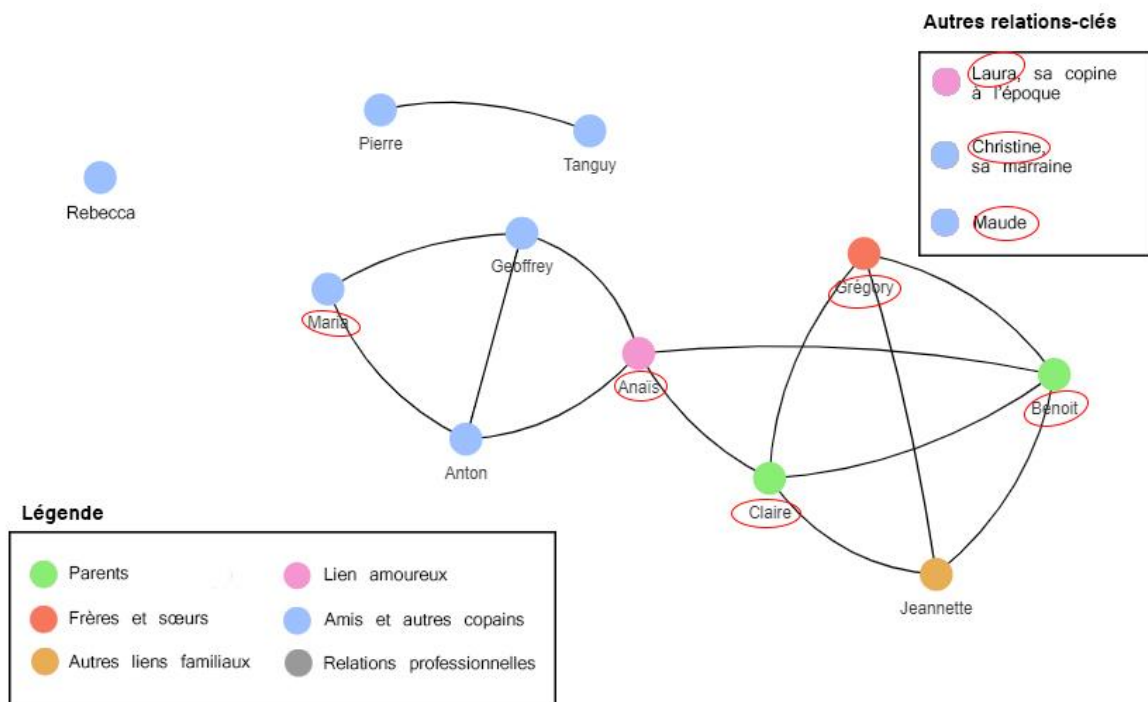 Autres relations-clés
Laura, sa copine
à l'époque
Christine,
sa marraine
Maude
Pierre
Tanguy
Rebecca
Geoffrey
Maria
Grégory
Anaïs
Benoit
Anton
Claire
Jeannette
Légende
Parents
Lien amoureux
Frères et sœurs
Amis et autres copains
Autres liens familiaux
Relations professionnelles